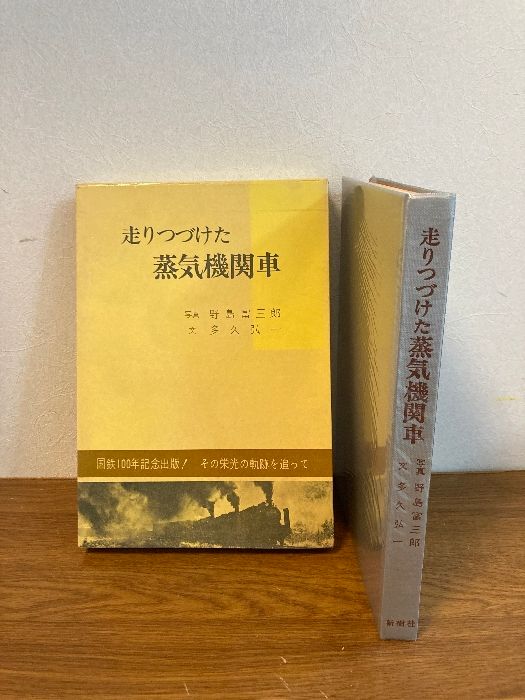 走りつづけた
蒸気機関車
写真 野島富三郎
文 多久弘一
国鉄100年記念出版! その栄光の軌跡を追って
走りつづけた蒸気機関車
写真 野島富三郎
文 多久弘一
新樹社